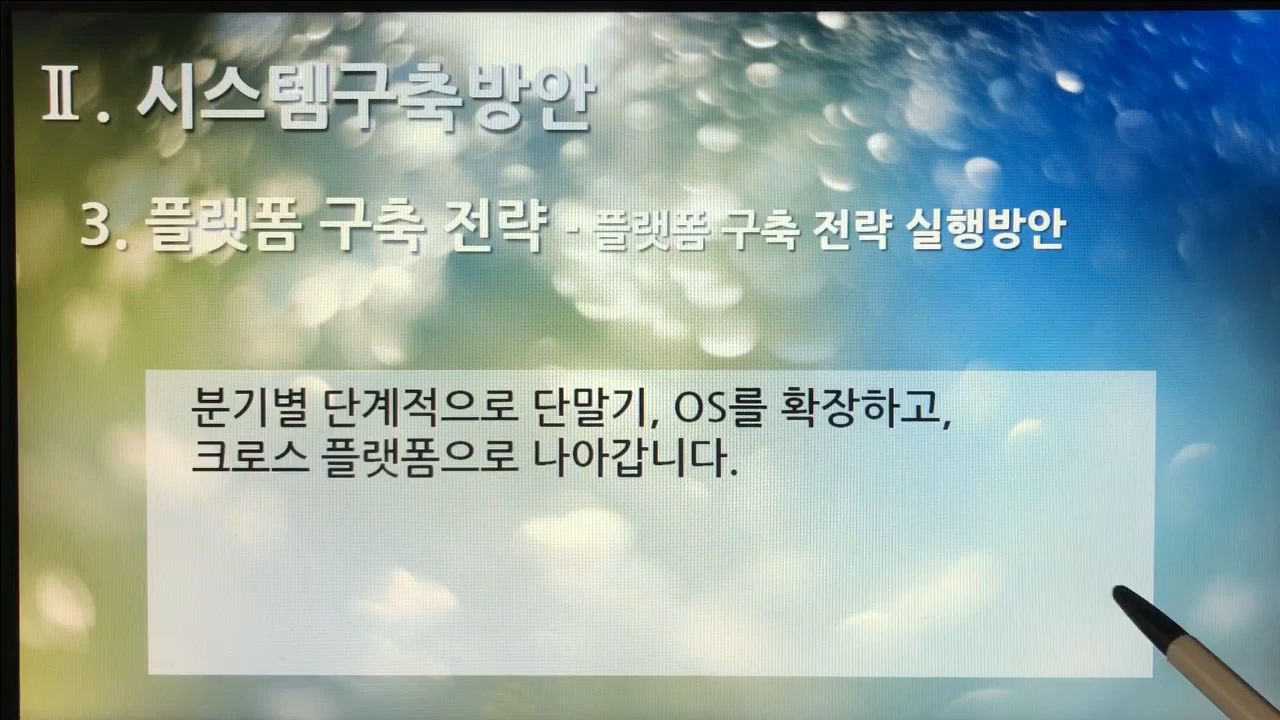 Ⅱ. 시스템구축방안
3. 플랫폼 구축 전략 - 플랫폼 구축 전략 실행방안
분기별 단계적으로 단말기, OS를 확장하고,
크로스 플랫폼으로 나아갑니다.